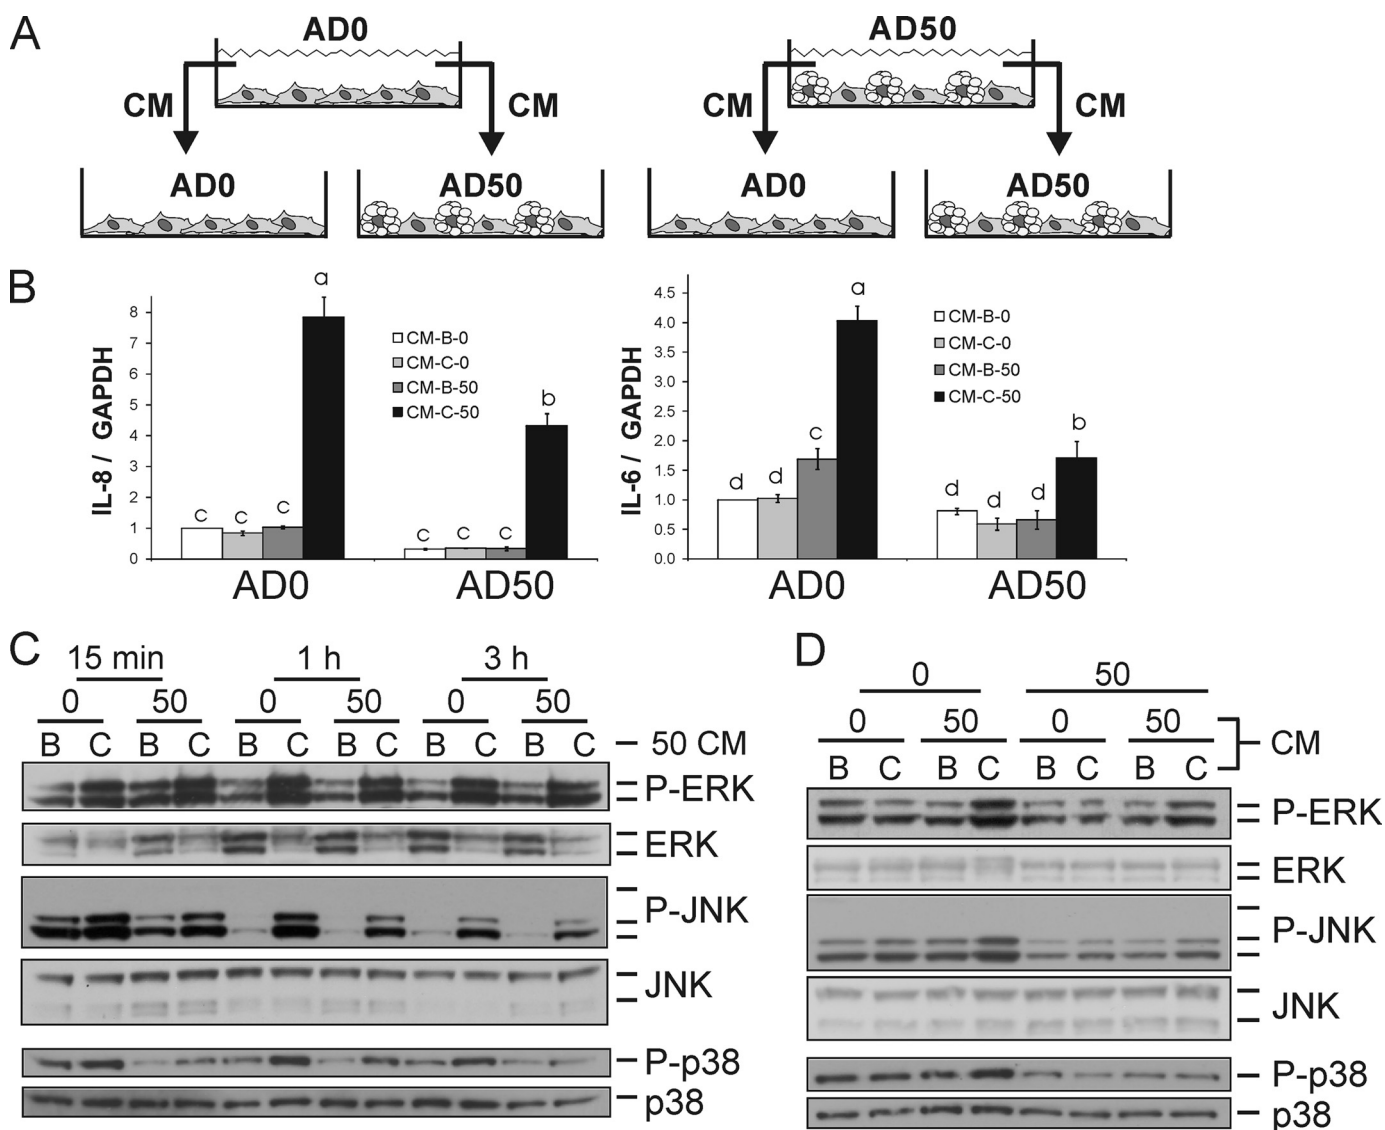 A
AD0
AD50
CM
CM
CM
CM
AD0
AD50
AD0
AD50
B
IL-8 / GAPDH
8
7
6
5
4
3
2
1
0
a
b
c
c
c
c
c
c
CM-B-0
CM-C-0
CM-B-50
CM-C-50
AD0
AD50
IL-6 / GAPDH
4.5
4.0
3.5
3.0
2.5
2.0
1.5
1.0
0.5
0.0
a
b
c
d
d
d
d
d
CM-B-0
CM-C-0
CM-B-50
CM-C-50
AD0
AD50
C
15 min 1 h 3 h
0 50 0 50 0 50
B C B C B C B C B C B C – 50 CM
P-ERK
ERK
P-JNK
JNK
P-p38
p38
D
0 50
0 50 0 50
CM
B C B C B C B C
P-ERK
ERK
P-JNK
JNK
P-p38
p38